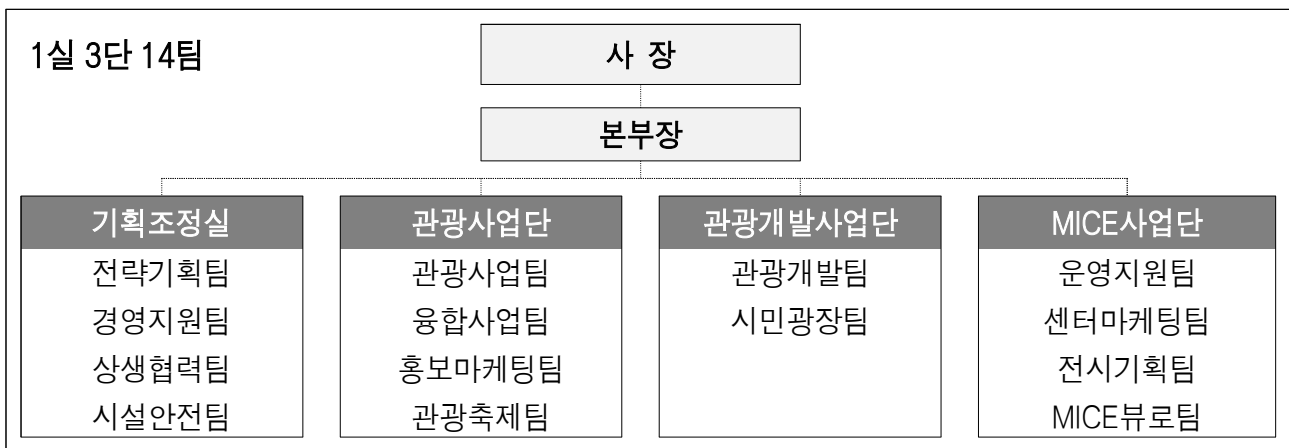 1실 3단 14팀
사 장
본부장
기획조정실
전략기획팀
경영지원팀
상생협력팀
시설안전팀
관광사업단
관광사업팀
융합사업팀
홍보마케팅팀
관광축제팀
관광개발사업단
관광개발팀
시민광장팀
MICE사업단
운영지원팀
센터마케팅팀
전시기획팀
MICE뷰로팀